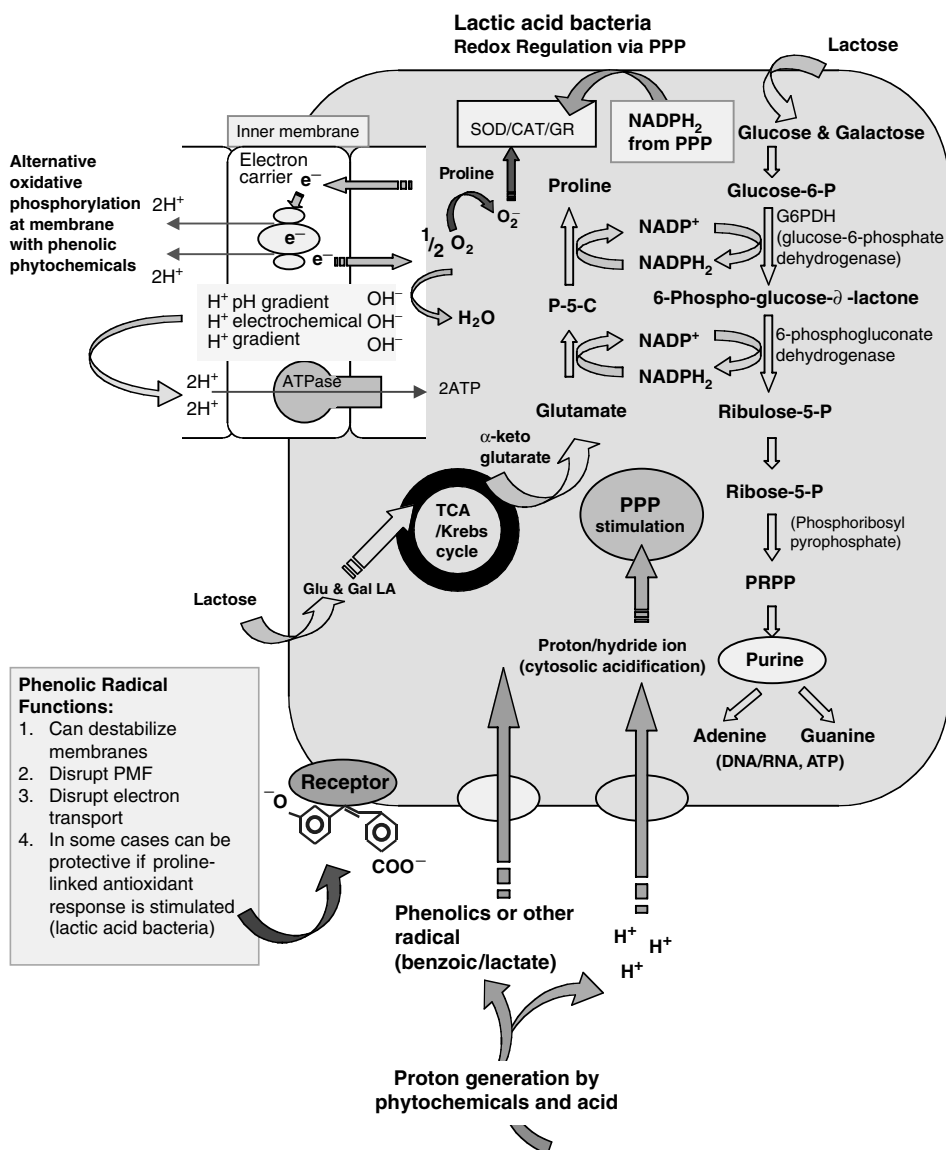 Lactic acid bacteria
Redox Regulation via PPP
Lactose
SOD/CAT/GR
NADPH₂
from PPP
Glucose & Galactose
Inner membrane
Alternative
oxidative
phosphorylation
at membrane
with phenolic
phytochemicals
Electron
carrier
e⁻
2H⁺
e⁻
e⁻
2H⁺
Proline
O₂⁻
½ O₂
H₂O
Proline
NADP⁺
NADPH₂
P-5-C
NADP⁺
NADPH₂
Glutamate
Glucose-6-P
G6PDH
(glucose-6-phosphate
dehydrogenase)
6-Phospho-glucose-∂ -lactone
6-phosphogluconate
dehydrogenase
Ribulose-5-P
Ribose-5-P
(Phosphoribosyl
pyrophosphate)
PRPP
Purine
Adenine
Guanine
(DNA/RNA, ATP)
H⁺ pH gradient OH⁻
H⁺ electrochemical OH⁻
H⁺ gradient OH⁻
2H⁺
2H⁺
ATPase
2ATP
α-keto
glutarate
TCA
/Krebs
cycle
PPP
stimulation
Glu & Gal LA
Lactose
Proton/hydride ion
(cytosolic acidification)
Phenolic Radical
Functions:
1. Can destabilize
membranes
2. Disrupt PMF
3. Disrupt electron
transport
4. In some cases can be
protective if proline-
linked antioxidant
response is stimulated
(lactic acid bacteria)
Receptor
⁻O
COO⁻
Phenolics or other
radical
(benzoic/lactate)
H⁺
H⁺
H⁺
Proton generation by
phytochemicals and acid